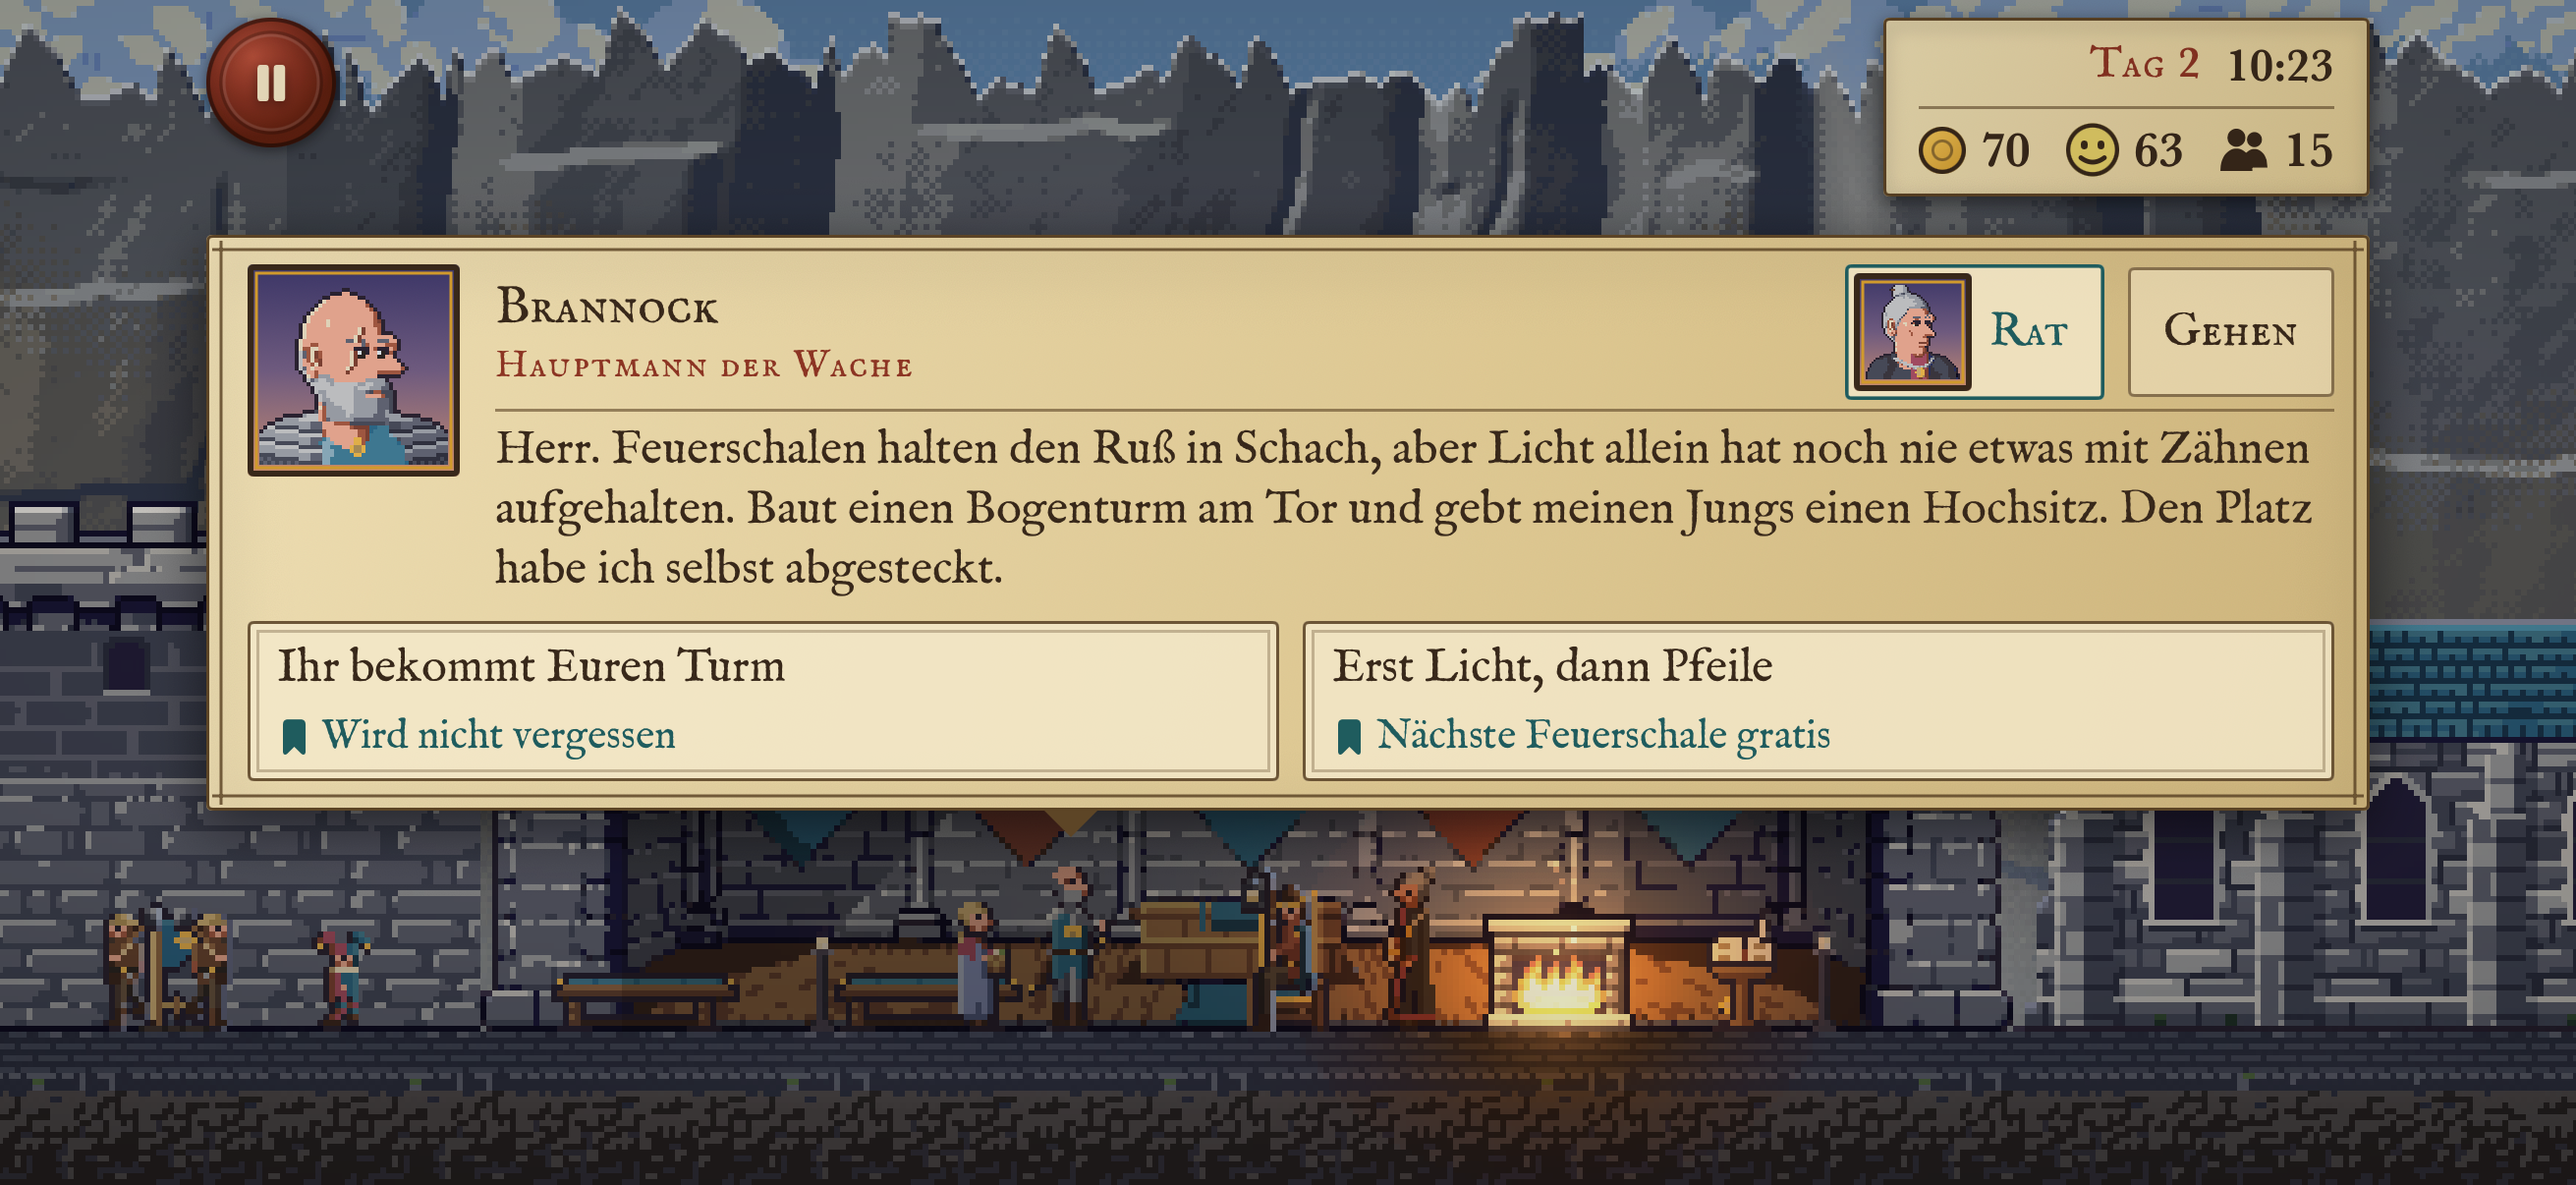 Tag 2 10:23
70 63 15
Brannock
Hauptmann der Wache
Rat
Gehen
Herr. Feuerschalen halten den Ruß in Schach, aber Licht allein hat noch nie etwas mit Zähnen
aufgehalten. Baut einen Bogenturm am Tor und gebt meinen Jungs einen Hochsitz. Den Platz
habe ich selbst abgesteckt.
Ihr bekommt Euren Turm
Wird nicht vergessen
Erst Licht, dann Pfeile
Nächste Feuerschale gratis